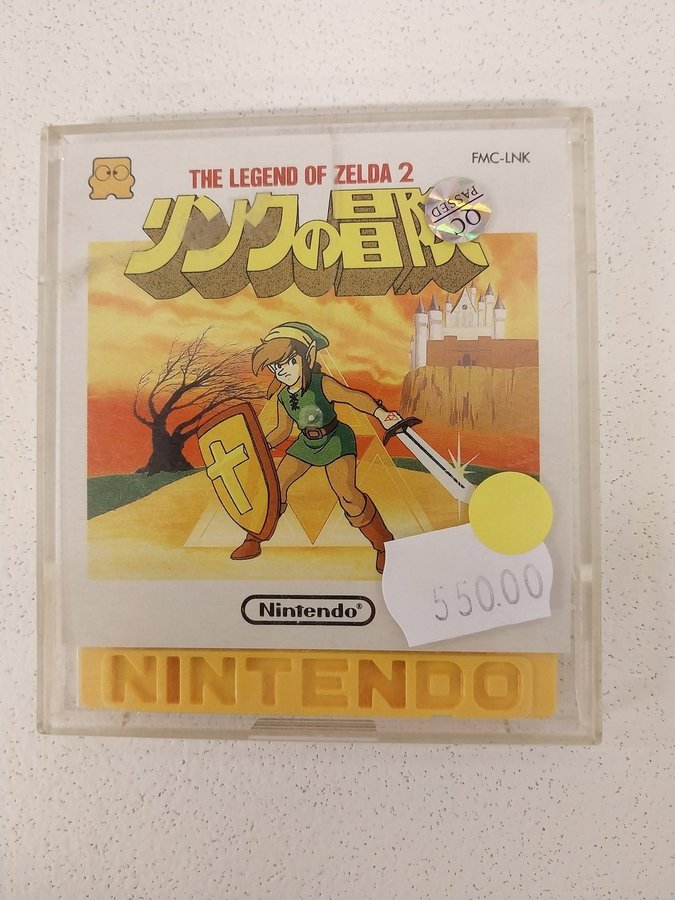 FMC-LNK
THE LEGEND OF ZELDA 2
リンクの冒険
QC
PASSED
550.00
Nintendo®
NINTENDO